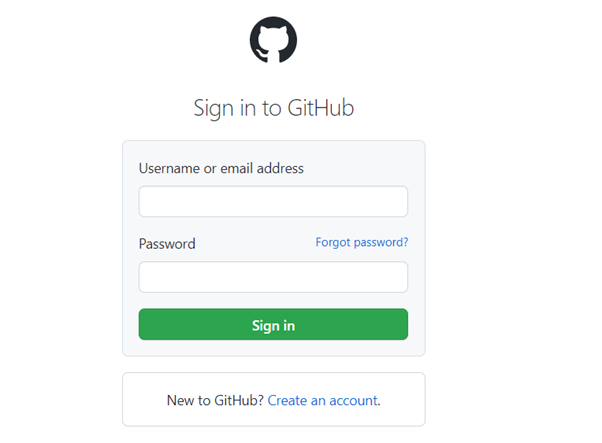 Sign in to GitHub
Username or email address
Password Forgot password?
Sign in
New to GitHub? Create an account.